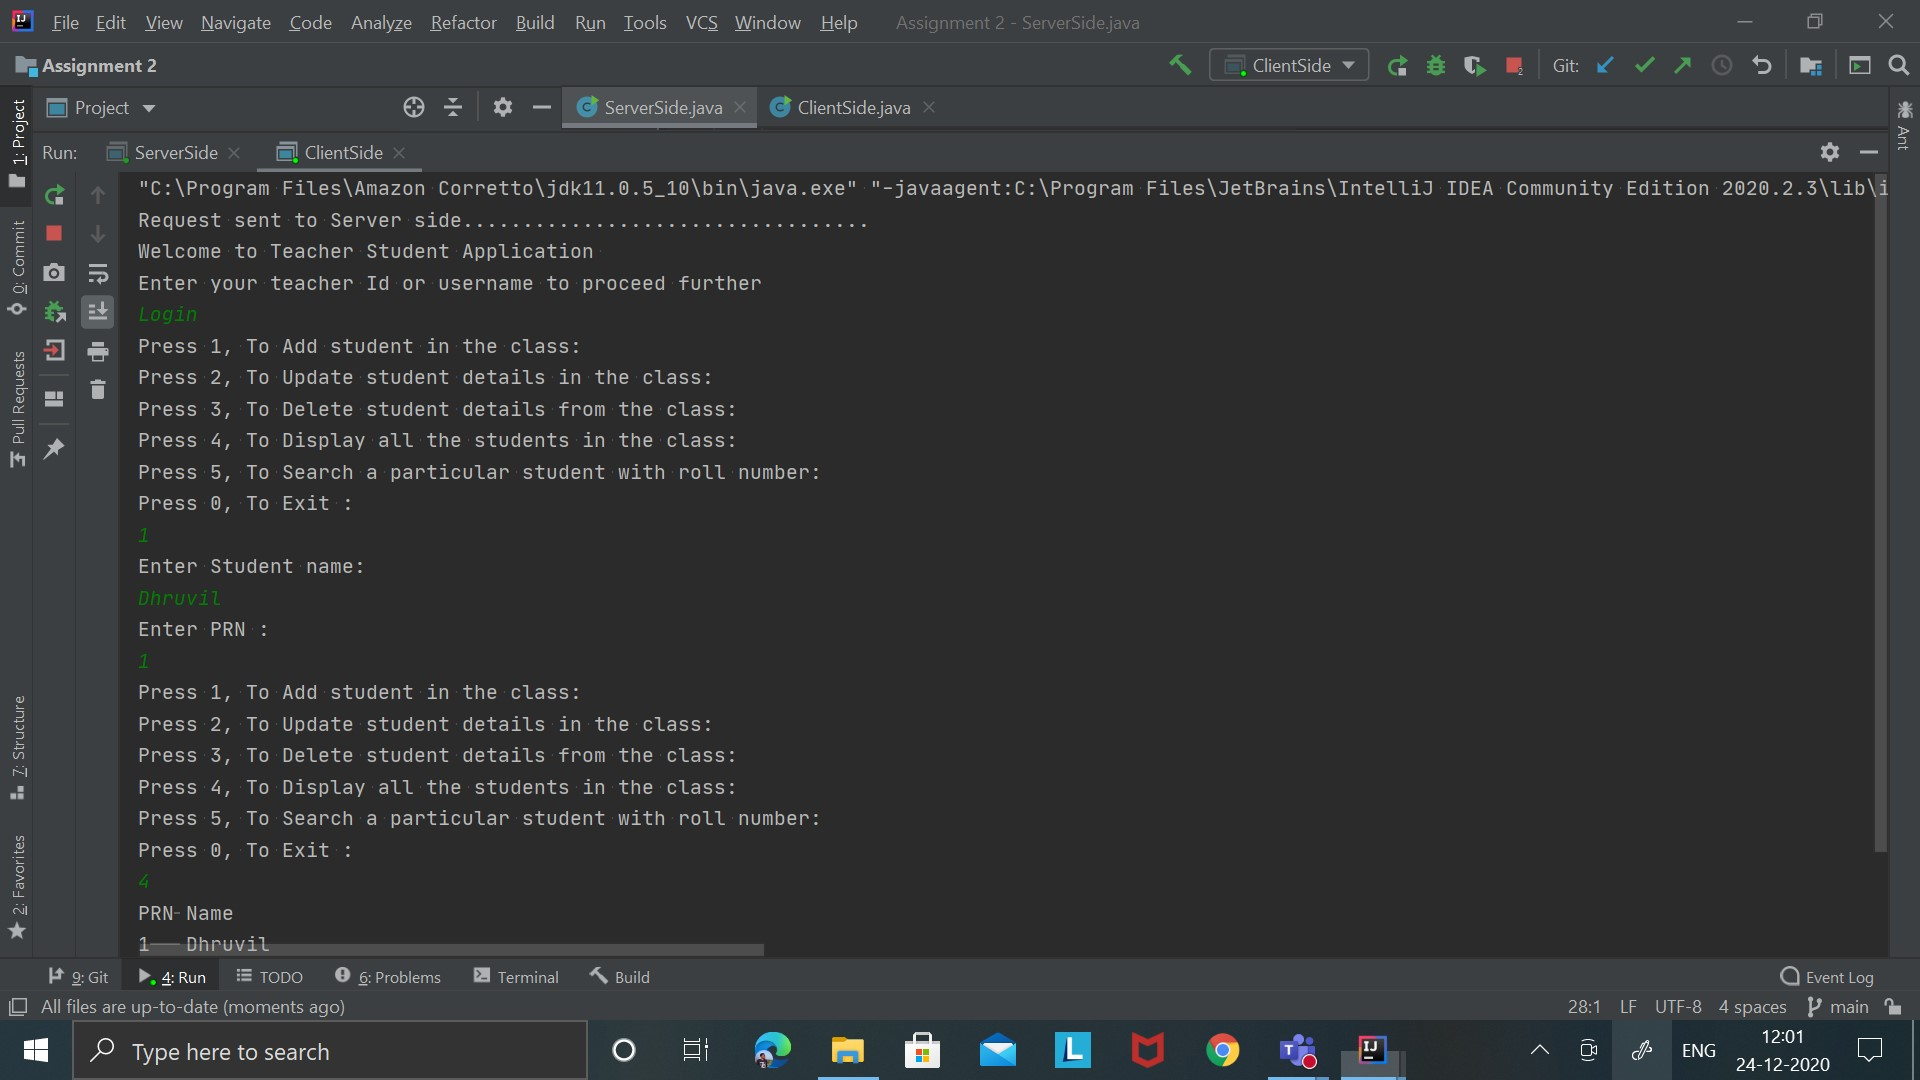 File Edit View Navigate Code Analyze Refactor Build Run Tools VCS Window Help Assignment 2 - ServerSide.java
Assignment 2 ClientSide 2 Git:
Project ServerSide.java ClientSide.java
Run: ServerSide ClientSide
1: Project
0: Commit
Pull Requests
7: Structure
2: Favorites
Ant
"C:\Program Files\Amazon Corretto\jdk11.0.5_10\bin\java.exe" "-javaagent:C:\Program Files\JetBrains\IntelliJ IDEA Community Edition 2020.2.3\lib\i
Request sent to Server side..................................
Welcome to Teacher Student Application
Enter your teacher Id or username to proceed further
Login
Press 1, To Add student in the class:
Press 2, To Update student details in the class:
Press 3, To Delete student details from the class:
Press 4, To Display all the students in the class:
Press 5, To Search a particular student with roll number:
Press 0, To Exit :
1
Enter Student name:
Dhruvil
Enter PRN :
1
Press 1, To Add student in the class:
Press 2, To Update student details in the class:
Press 3, To Delete student details from the class:
Press 4, To Display all the students in the class:
Press 5, To Search a particular student with roll number:
Press 0, To Exit :
4
PRN Name
1 Dhruvil
9: Git 4: Run TODO 6: Problems Terminal Build Event Log
All files are up-to-date (moments ago) 28:1 LF UTF-8 4 spaces main
Type here to search L T IJ ENG 12:01
24-12-2020